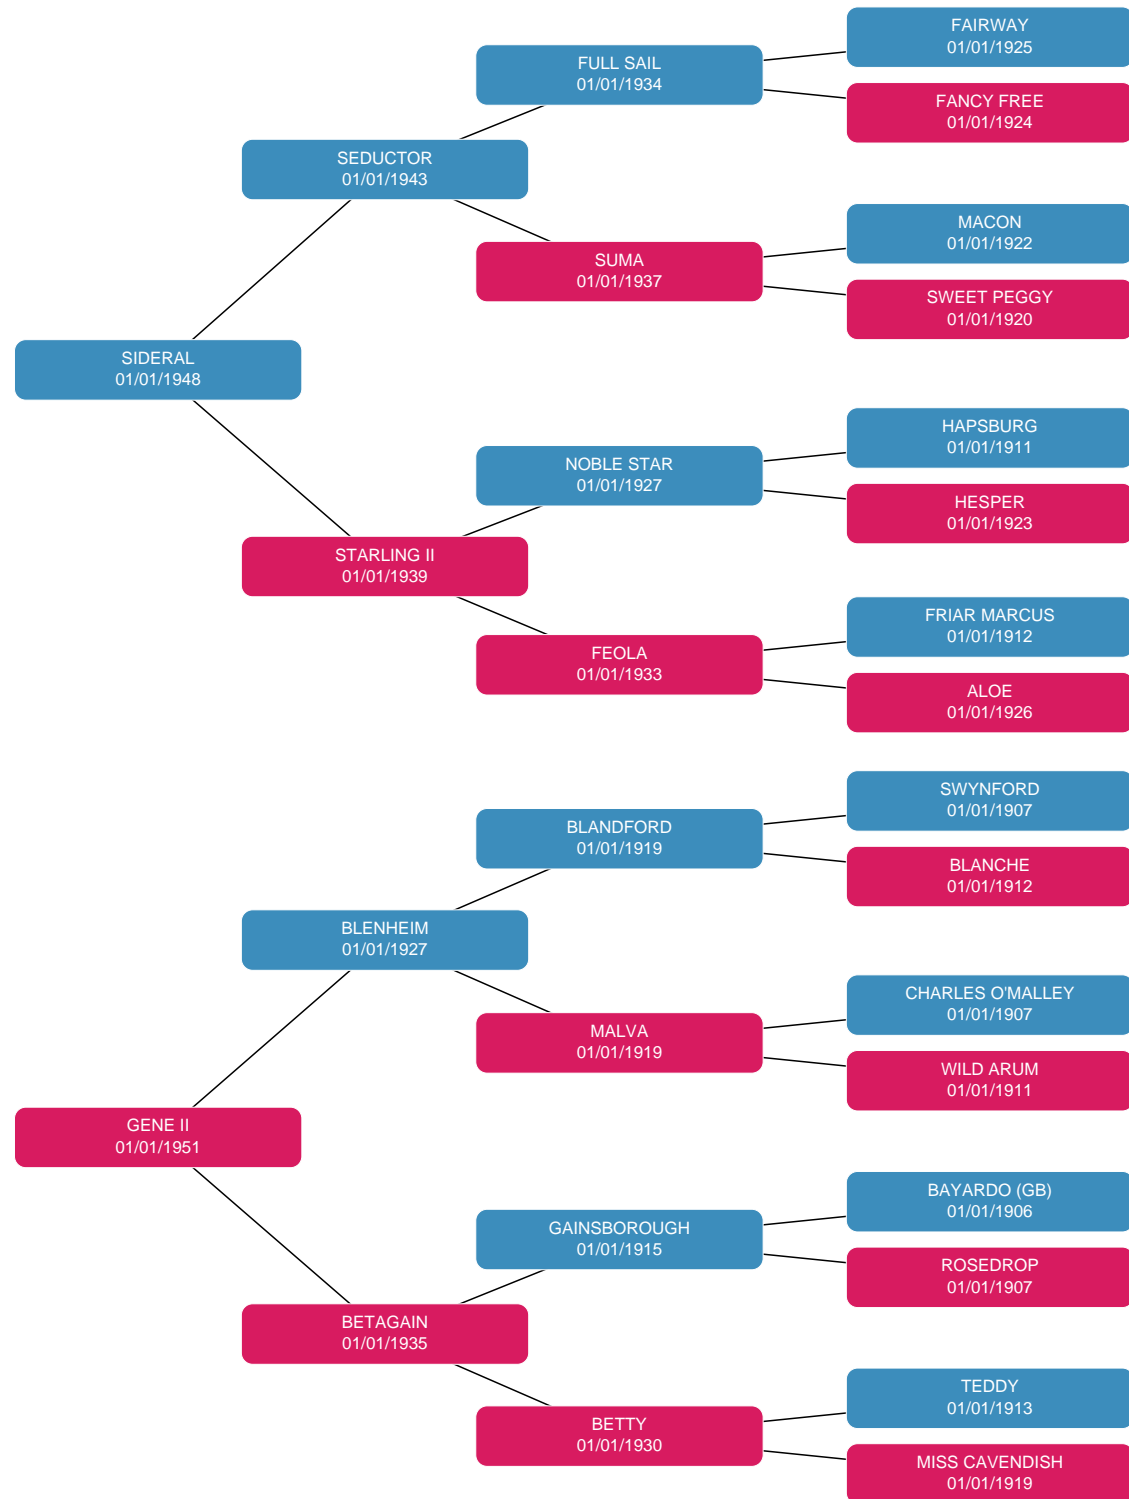 FAIRWAY
01/01/1925
FULL SAIL
01/01/1934
FANCY FREE
01/01/1924
SEDUCTOR
01/01/1943
MACON
01/01/1922
SUMA
01/01/1937
SWEET PEGGY
01/01/1920
SIDERAL
01/01/1948
HAPSBURG
01/01/1911
NOBLE STAR
01/01/1927
HESPER
01/01/1923
STARLING II
01/01/1939
FRIAR MARCUS
01/01/1912
FEOLA
01/01/1933
ALOE
01/01/1926
SWYNFORD
01/01/1907
BLANDFORD
01/01/1919
BLANCHE
01/01/1912
BLENHEIM
01/01/1927
CHARLES O'MALLEY
01/01/1907
MALVA
01/01/1919
WILD ARUM
01/01/1911
GENE II
01/01/1951
BAYARDO (GB)
01/01/1906
GAINSBOROUGH
01/01/1915
ROSEDROP
01/01/1907
BETAGAIN
01/01/1935
TEDDY
01/01/1913
BETTY
01/01/1930
MISS CAVENDISH
01/01/1919